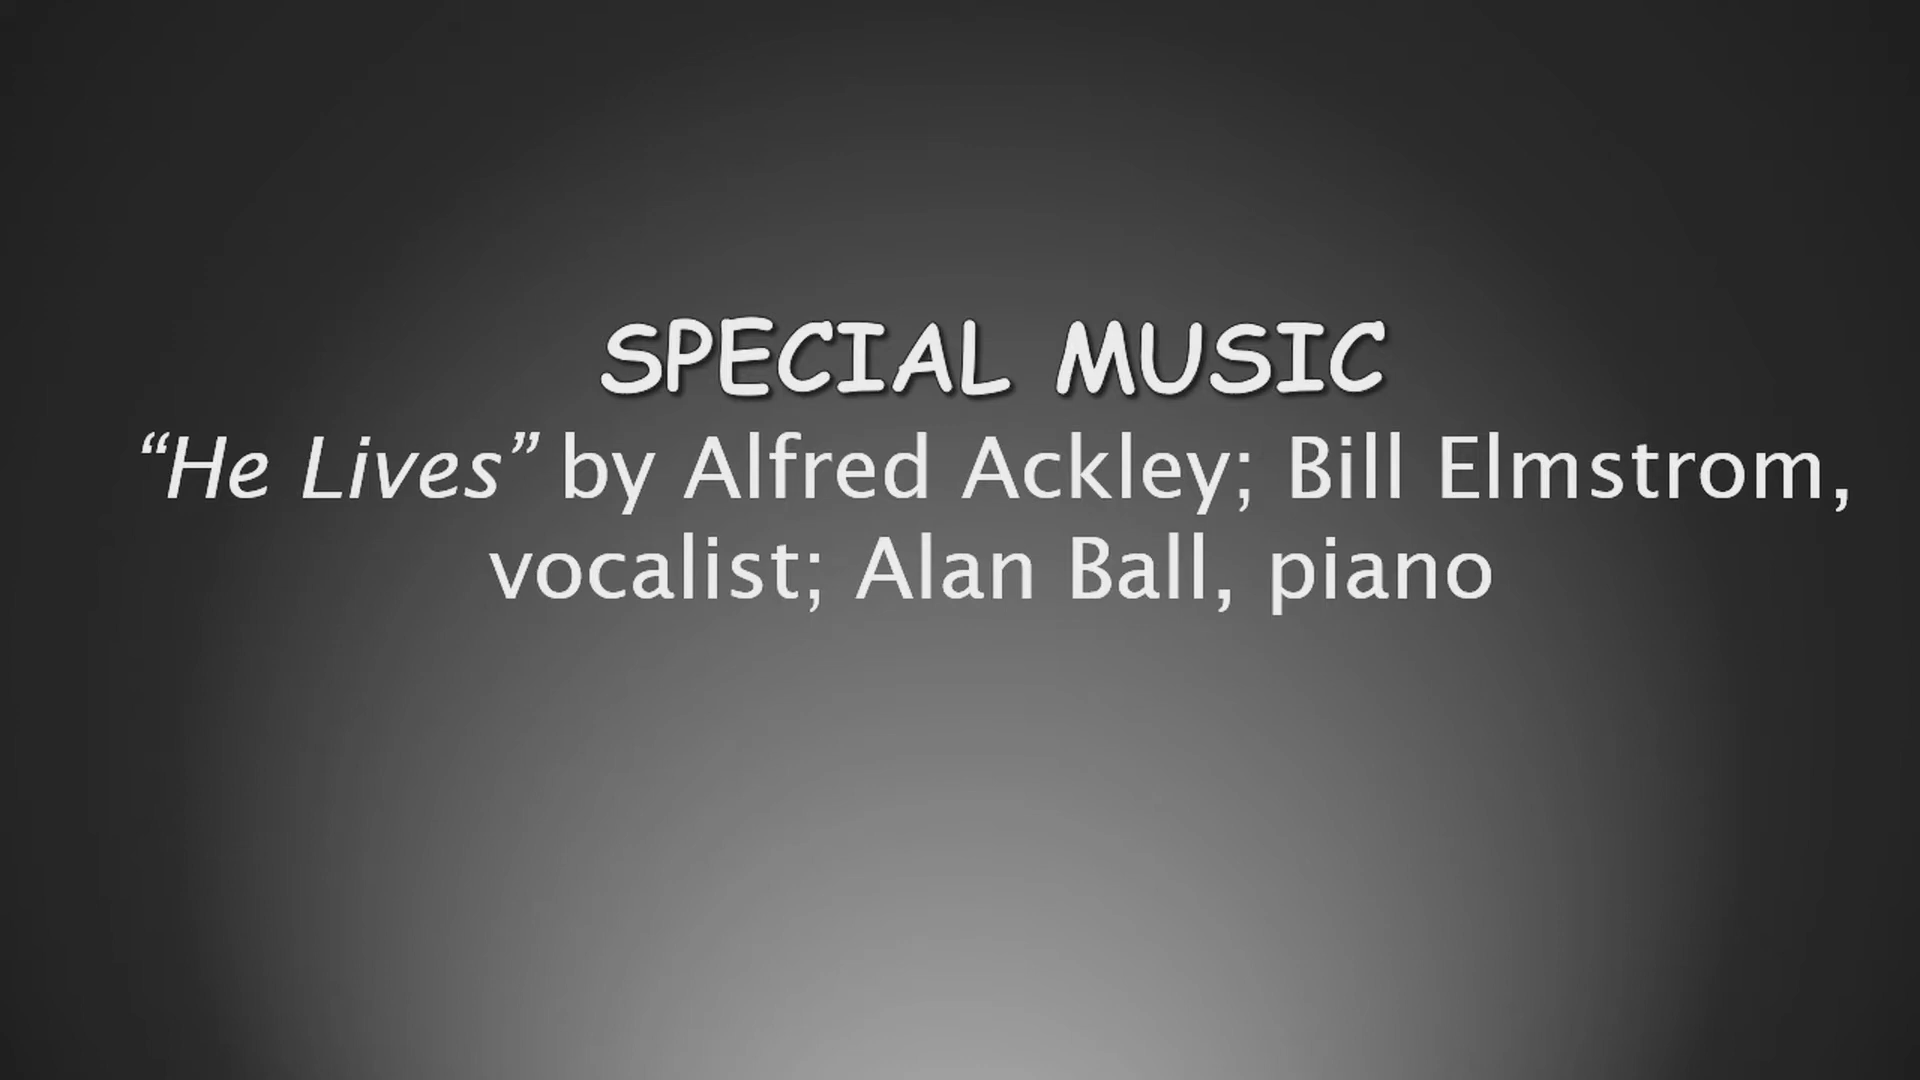 SPECIAL MUSIC
“He Lives” by Alfred Ackley; Bill Elmstrom,
vocalist; Alan Ball, piano